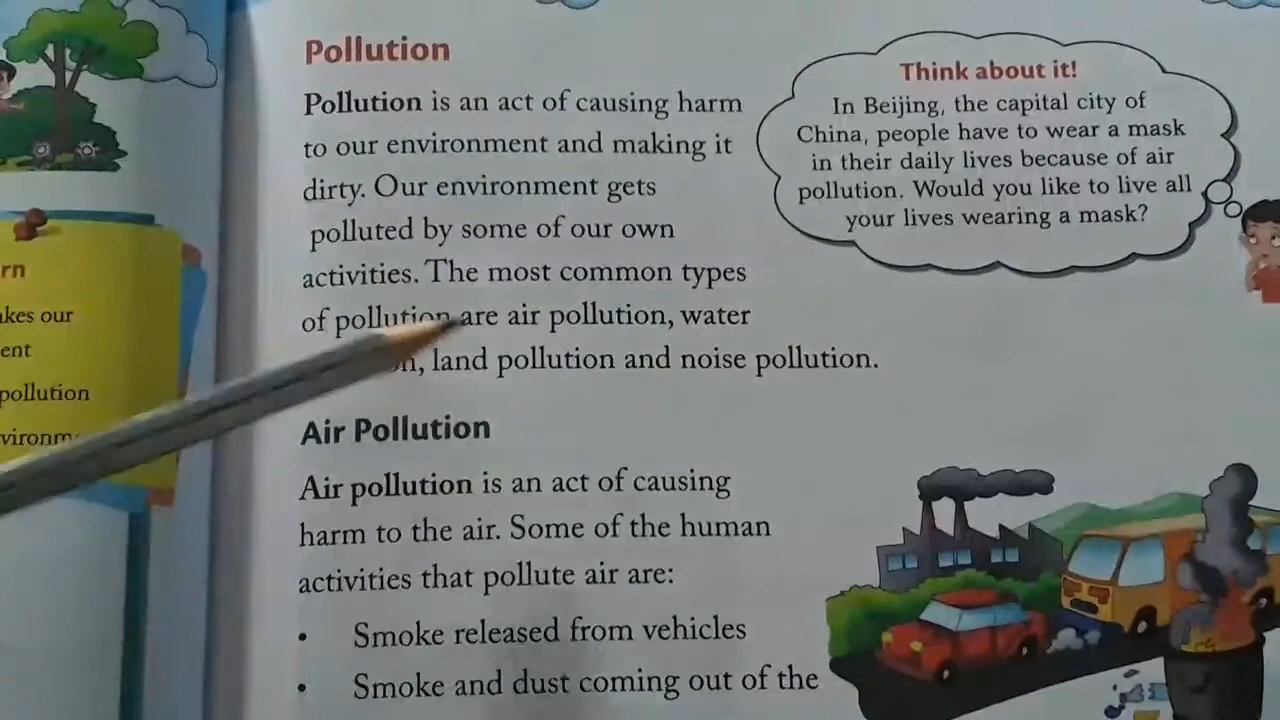 rn
akes our
ent
pollution
vironm
Pollution
Pollution is an act of causing harm
to our environment and making it
dirty. Our environment gets
polluted by some of our own
activities. The most common types
of pollution are air pollution, water
n, land pollution and noise pollution.
Think about it!
In Beijing, the capital city of
China, people have to wear a mask
in their daily lives because of air
pollution. Would you like to live all
your lives wearing a mask?
Air Pollution
Air pollution is an act of causing
harm to the air. Some of the human
activities that pollute air are:
• Smoke released from vehicles
• Smoke and dust coming out of the